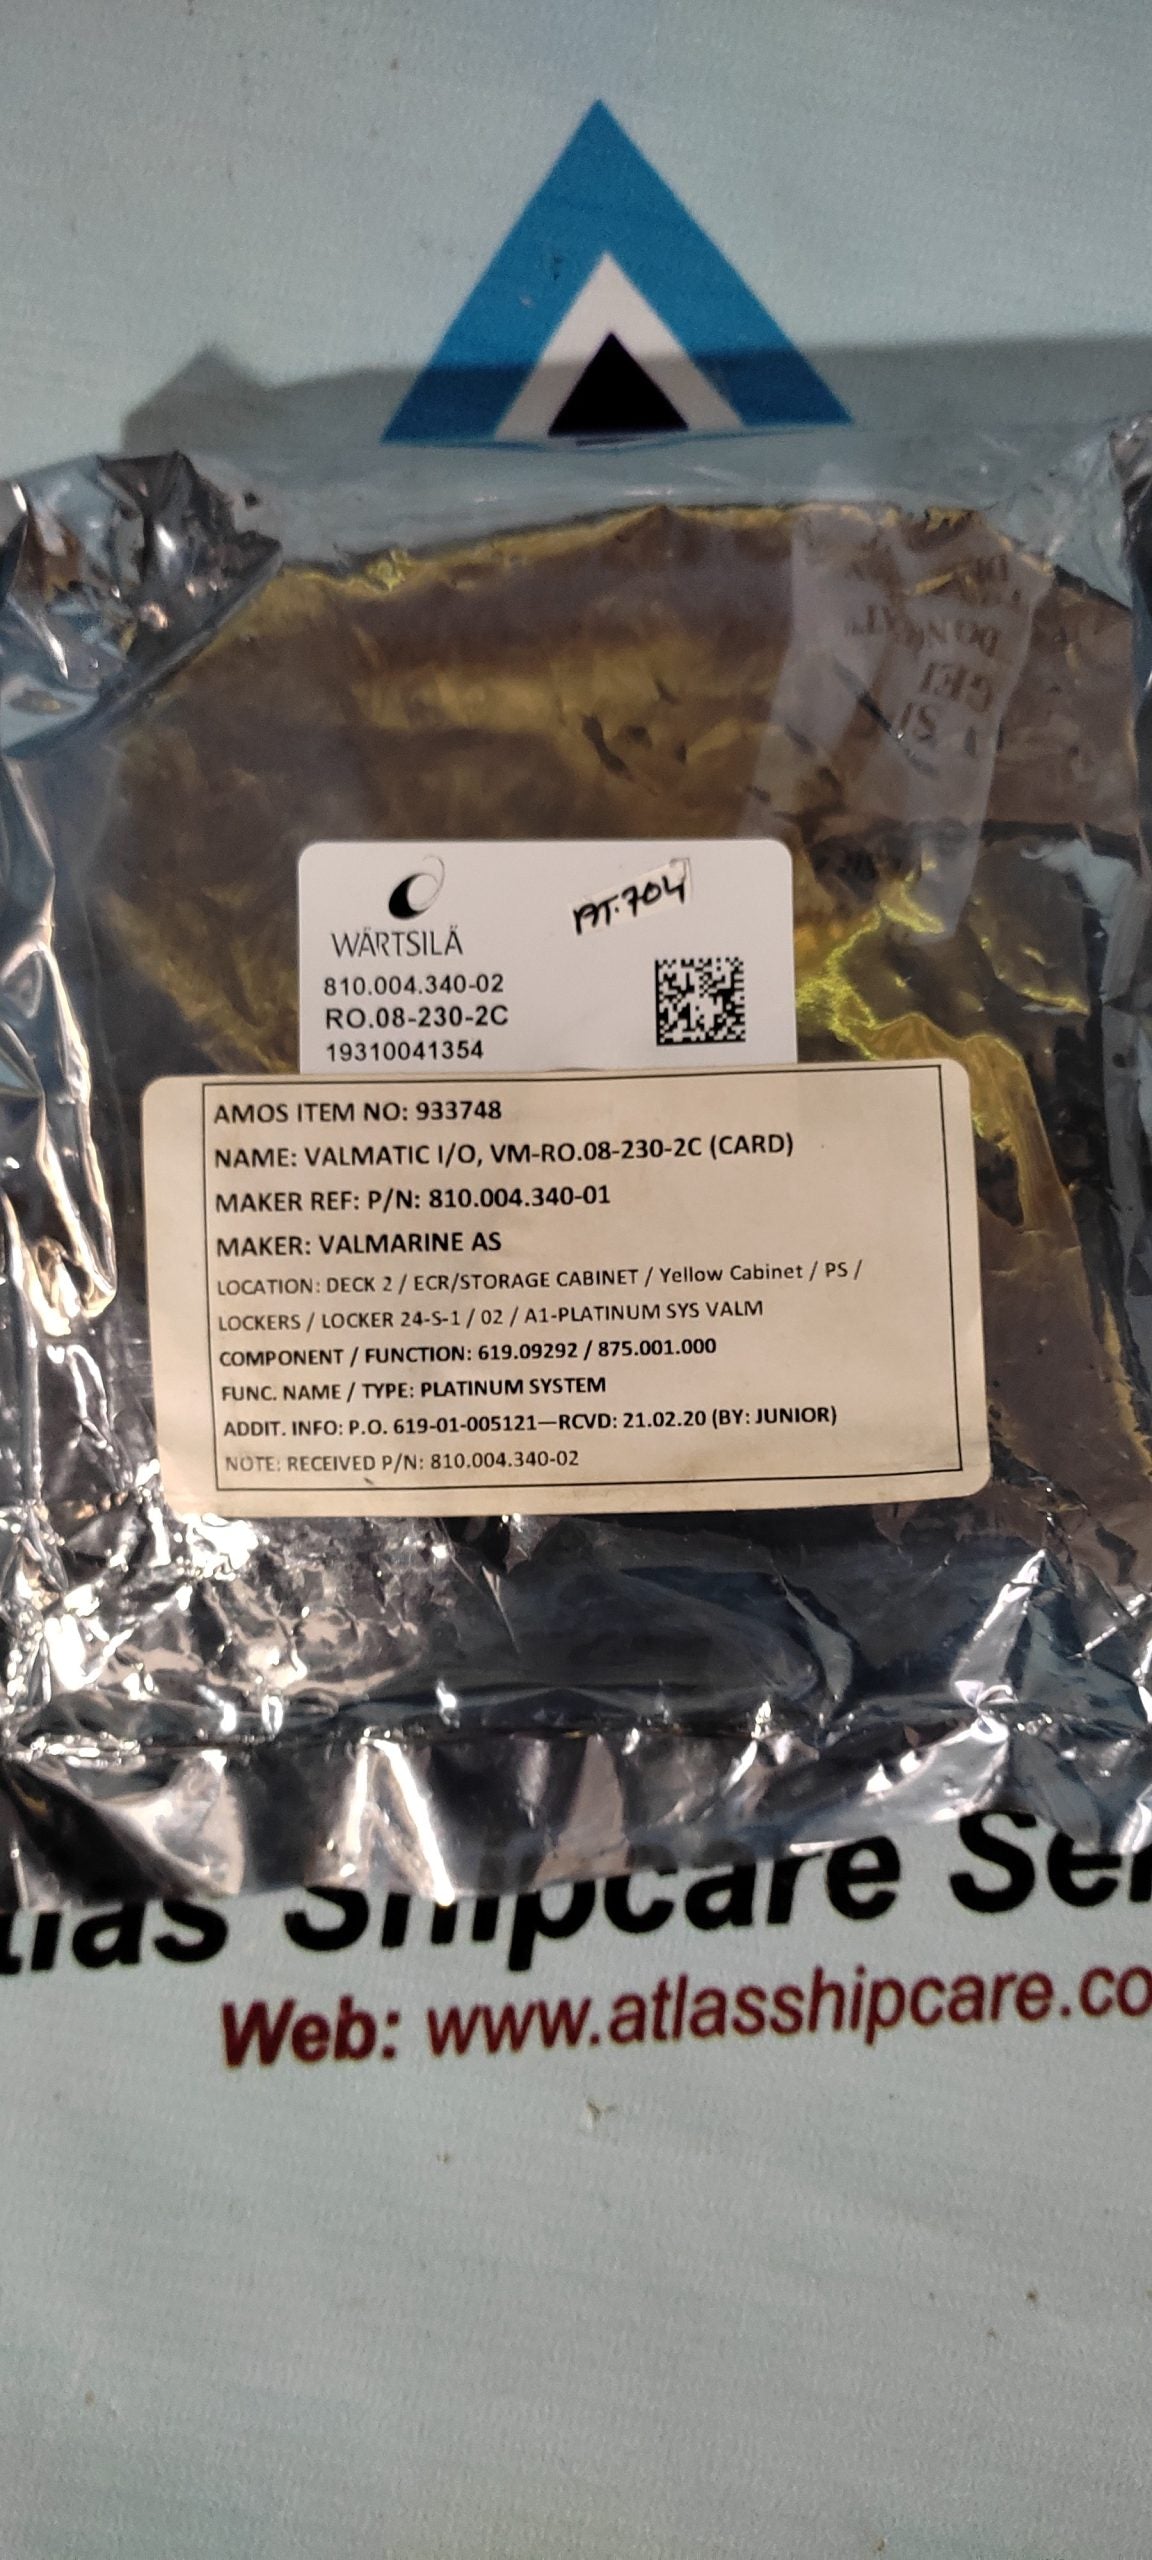 WÄRTSILÄ
AT.704
810.004.340-02
RO.08-230-2C
19310041354
AMOS ITEM NO: 933748
NAME: VALMATIC I/O, VM-RO.08-230-2C (CARD)
MAKER REF: P/N: 810.004.340-01
MAKER: VALMARINE AS
LOCATION: DECK 2 / ECR/STORAGE CABINET / Yellow Cabinet / PS /
LOCKERS / LOCKER 24-S-1 / 02 / A1-PLATINUM SYS VALM
COMPONENT / FUNCTION: 619.09292 / 875.001.000
FUNC. NAME / TYPE: PLATINUM SYSTEM
ADDIT. INFO: P.O. 619-01-005121—RCVD: 21.02.20 (BY: JUNIOR)
NOTE: RECEIVED P/N: 810.004.340-02
tlas Shipcare Ser
Web: www.atlasshipcare.co